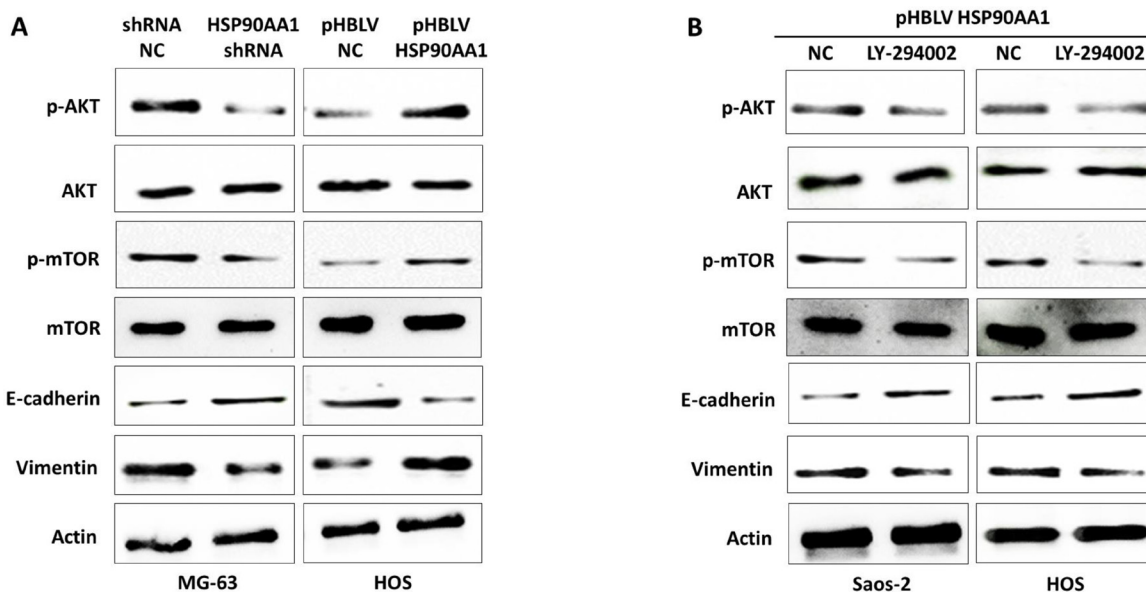 A
shRNA HSP90AA1 pHBLV pHBLV
NC shRNA NC HSP90AA1
p-AKT
AKT
p-mTOR
mTOR
E-cadherin
Vimentin
Actin
MG-63 HOS
B
pHBLV HSP90AA1
NC LY-294002 NC LY-294002
p-AKT
AKT
p-mTOR
mTOR
E-cadherin
Vimentin
Actin
Saos-2 HOS